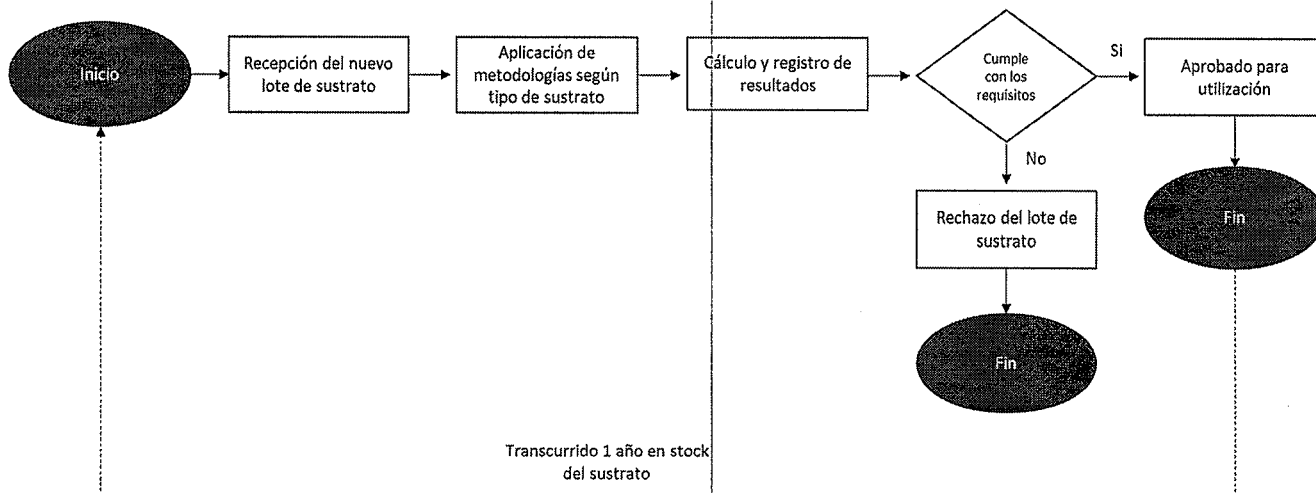 Inicio
Recepción del nuevo
lote de sustrato
Aplicación de
metodologías según
tipo de sustrato
Cálculo y registro de
resultados
Cumple
con los
requisitos
Si
Aprobado para
utilización
No
Rechazo del lote de
sustrato
Fin
Fin
Transcurrido 1 año en stock
del sustrato